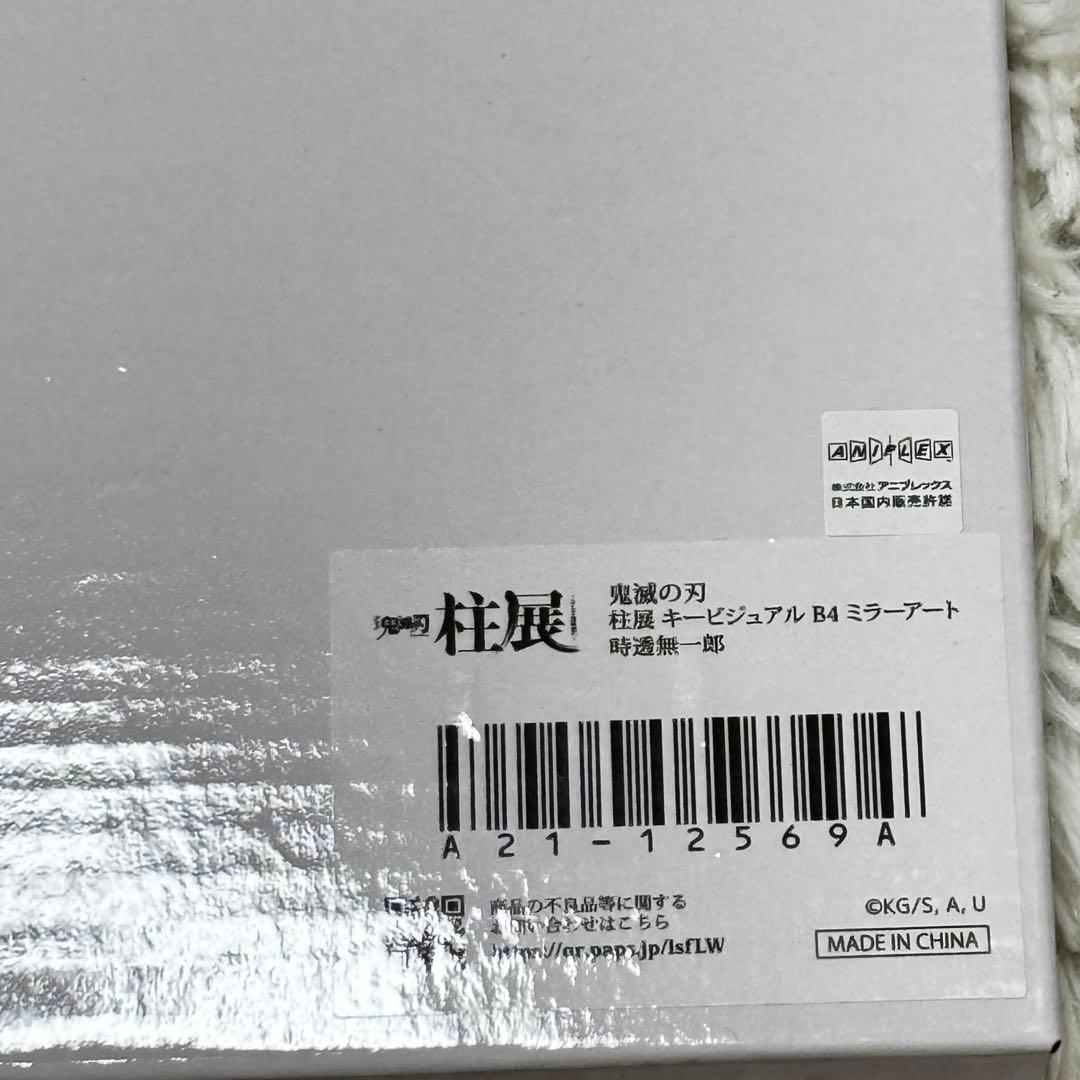 ANIPLEX
株式会社アニプレックス
日本国内販売許諾
柱展
鬼滅の刃
柱展 キービジュアル B4 ミラーアート
時透無一郎
A21-12569A
商品の不良品等に関する
お問い合わせはこちら
©KG/S, A, U
MADE IN CHINA